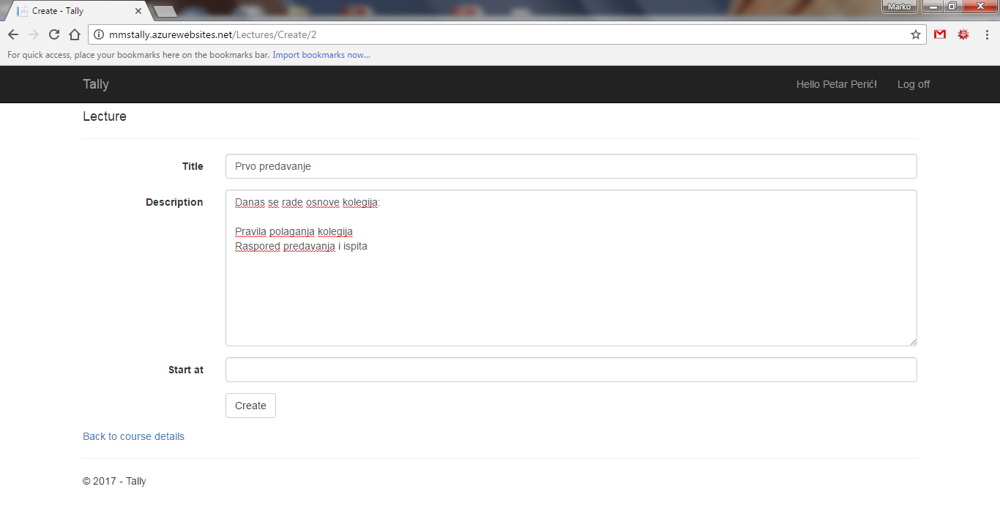 Create - Tally
Marko
mmstally.azurewebsites.net/Lectures/Create/2
For quick access, place your bookmarks here on the bookmarks bar. Import bookmarks now...
Tally
Hello Petar Perić!
Log off
Lecture
Title
Prvo predavanje
Description
Danas se rade osnove kolegija:
Pravila polaganja kolegija
Raspored predavanja i ispita
Start at
Create
Back to course details
© 2017 - Tally